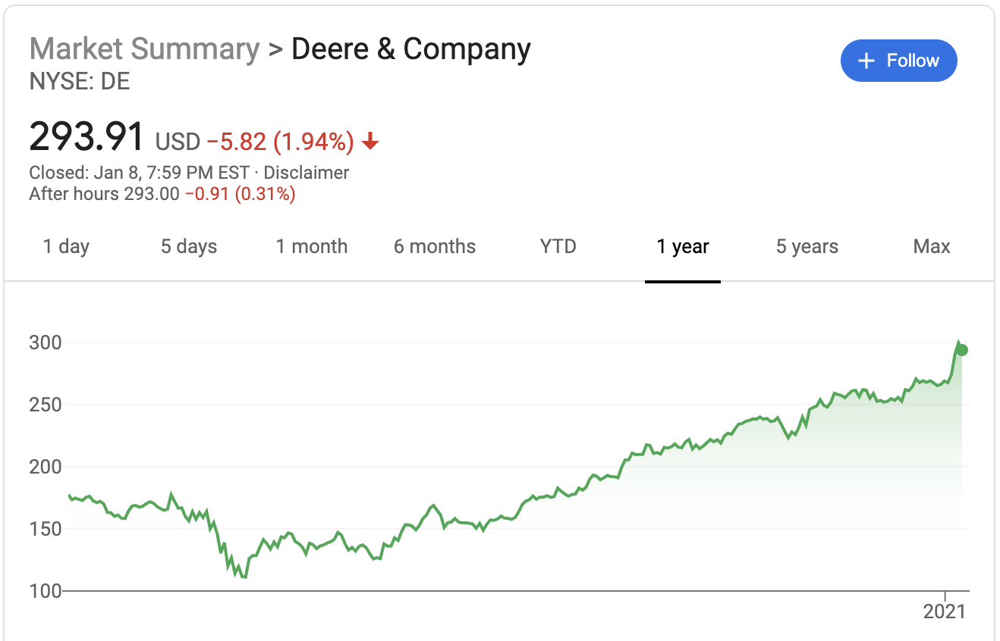 Market Summary > Deere & Company
NYSE: DE
+ Follow
293.91 USD −5.82 (1.94%) ↓
Closed: Jan 8, 7:59 PM EST · Disclaimer
After hours 293.00 −0.91 (0.31%)
1 day 5 days 1 month 6 months YTD 1 year 5 years Max
300
250
200
150
100
2021